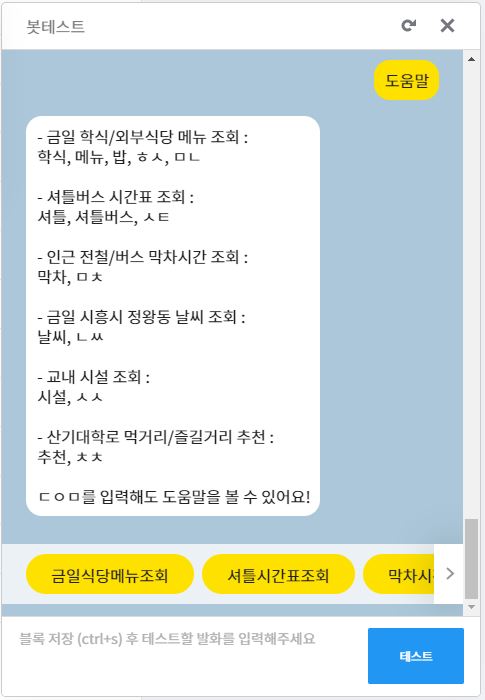 봇테스트
도움말
- 금일 학식/외부식당 메뉴 조회 :
학식, 메뉴, 밥, ㅎㅅ, ㅁㄴ
- 셔틀버스 시간표 조회 :
셔틀, 셔틀버스, ㅅㅌ
- 인근 전철/버스 막차시간 조회 :
막차, ㅁㅊ
- 금일 시흥시 정왕동 날씨 조회 :
날씨, ㄴㅆ
- 교내 시설 조회 :
시설, ㅅㅅ
- 산기대학로 먹거리/즐길거리 추천 :
추천, ㅊㅊ
ㄷㅇㅁ를 입력해도 도움말을 볼 수 있어요!
금일식당메뉴조회
셔틀시간표조회
막차시
블록 저장 (ctrl+s) 후 테스트할 발화를 입력해주세요
테스트